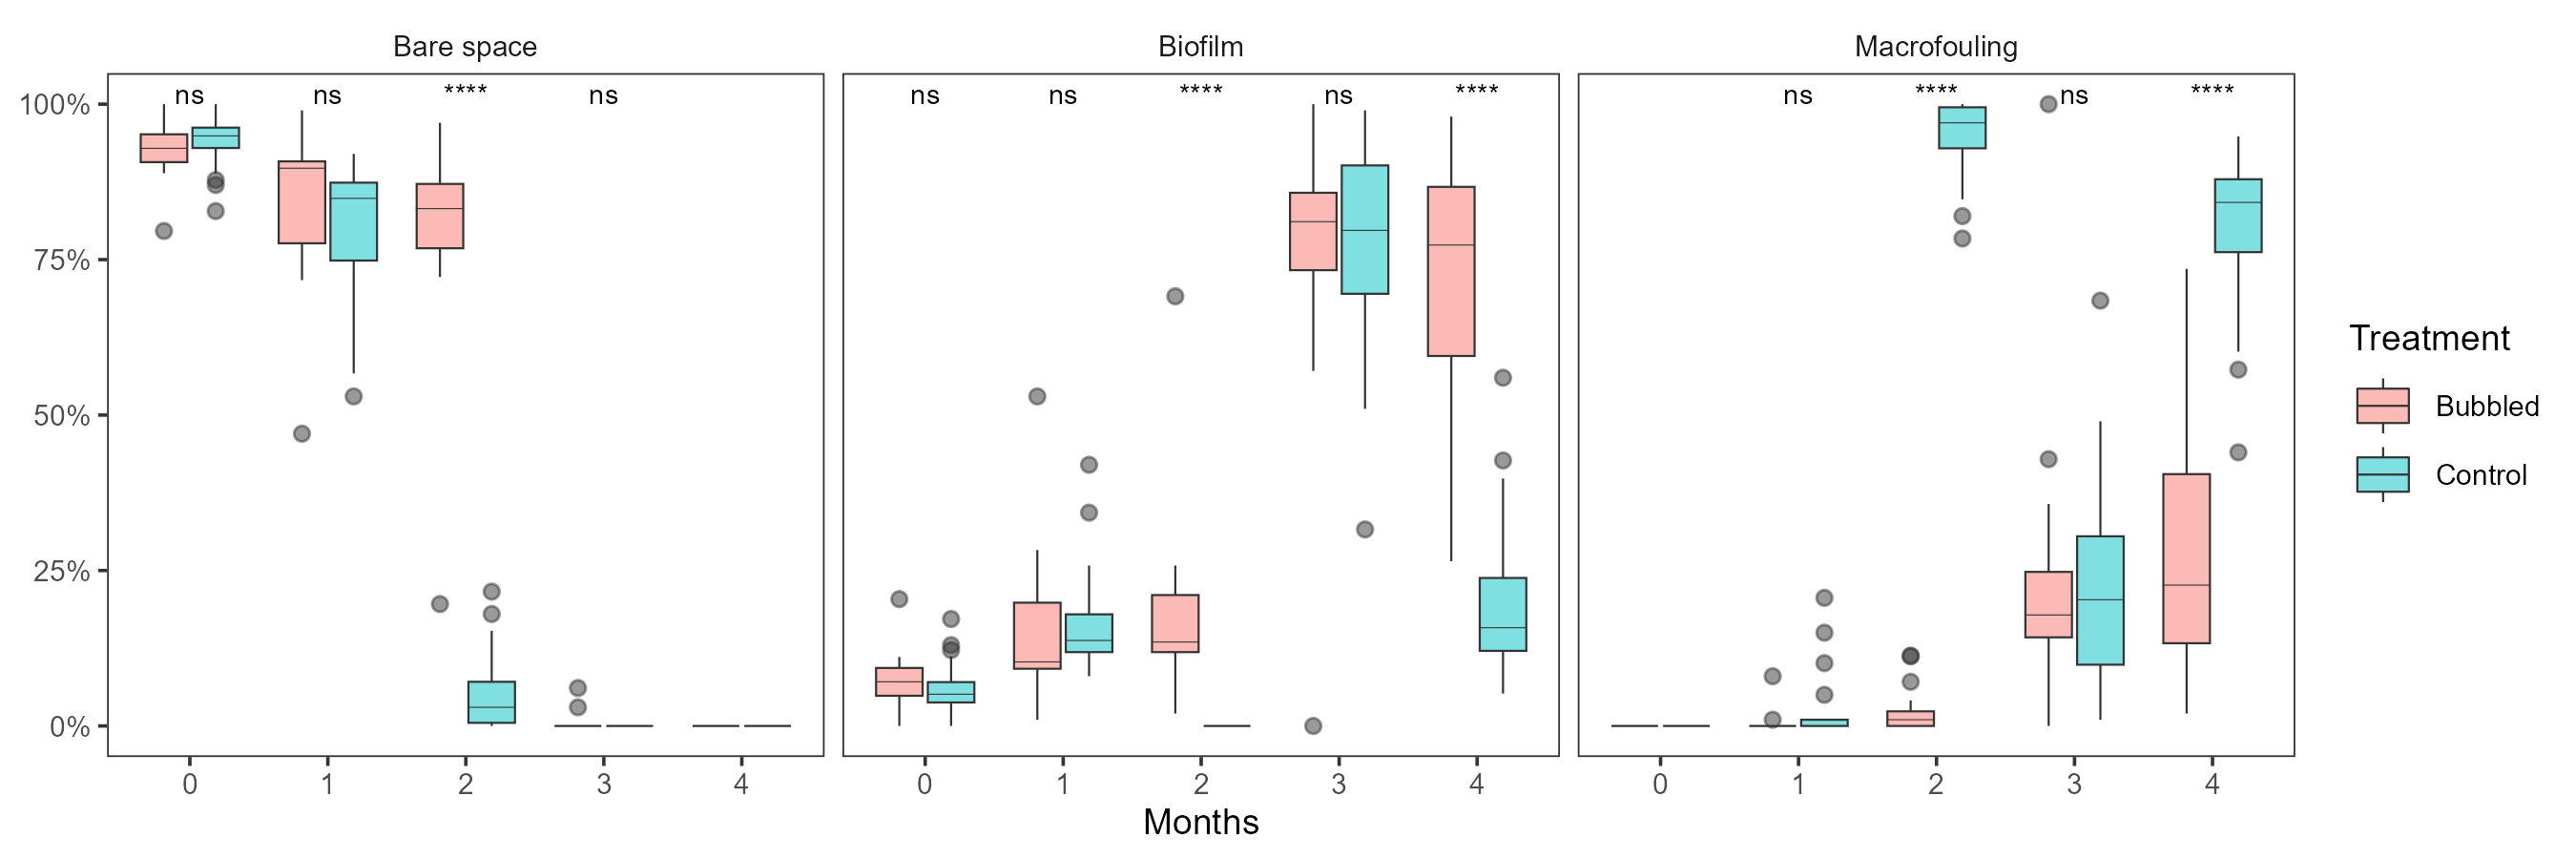 Bare space Biofilm Macrofouling
ns ns **** ns ns ns **** ns **** ns **** ns ****
100%
75%
50%
25%
0%
0 1 2 3 4 0 1 2 3 4 0 1 2 3 4
Months
Treatment
Bubbled
Control